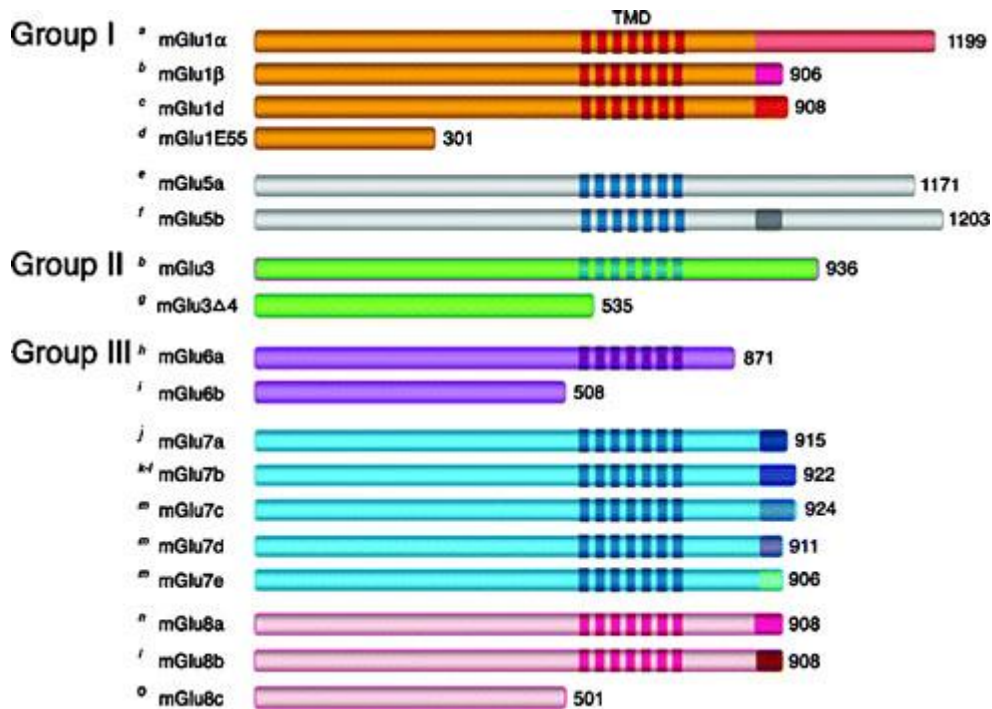 TMD
Group I a mGlu1α 1199
b mGlu1β 906
c mGlu1d 908
d mGlu1E55 301
e mGlu5a 1171
f mGlu5b 1203
Group II b mGlu3 936
g mGlu3Δ4 535
Group III h mGlu6a 871
i mGlu6b 508
j mGlu7a 915
k-l mGlu7b 922
m mGlu7c 924
m mGlu7d 911
m mGlu7e 906
n mGlu8a 908
i mGlu8b 908
o mGlu8c 501